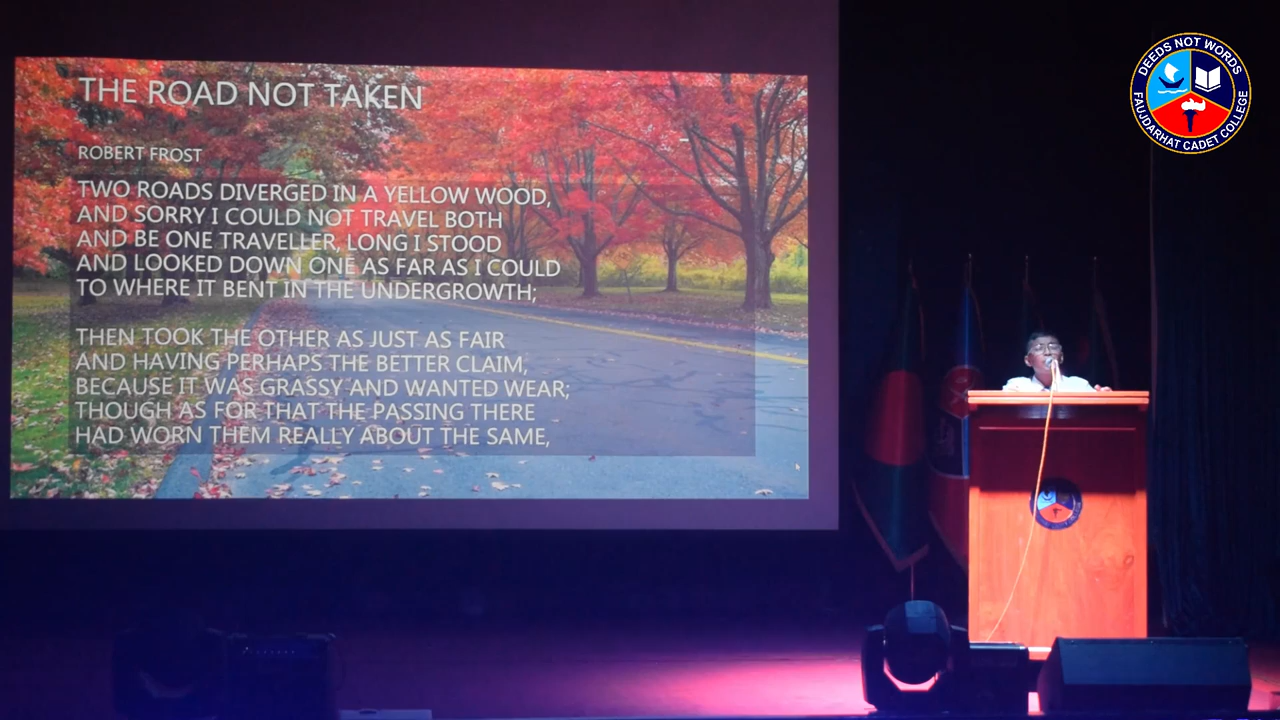 THE ROAD NOT TAKEN
ROBERT FROST
TWO ROADS DIVERGED IN A YELLOW WOOD,
AND SORRY I COULD NOT TRAVEL BOTH
AND BE ONE TRAVELLER, LONG I STOOD
AND LOOKED DOWN ONE AS FAR AS I COULD
TO WHERE IT BENT IN THE UNDERGROWTH;
THEN TOOK THE OTHER AS JUST AS FAIR
AND HAVING PERHAPS THE BETTER CLAIM,
BECAUSE IT WAS GRASSY AND WANTED WEAR;
THOUGH AS FOR THAT THE PASSING THERE
HAD WORN THEM REALLY ABOUT THE SAME,
DEEDS NOT WORDS
FAUJDARHAT CADET COLLEGE